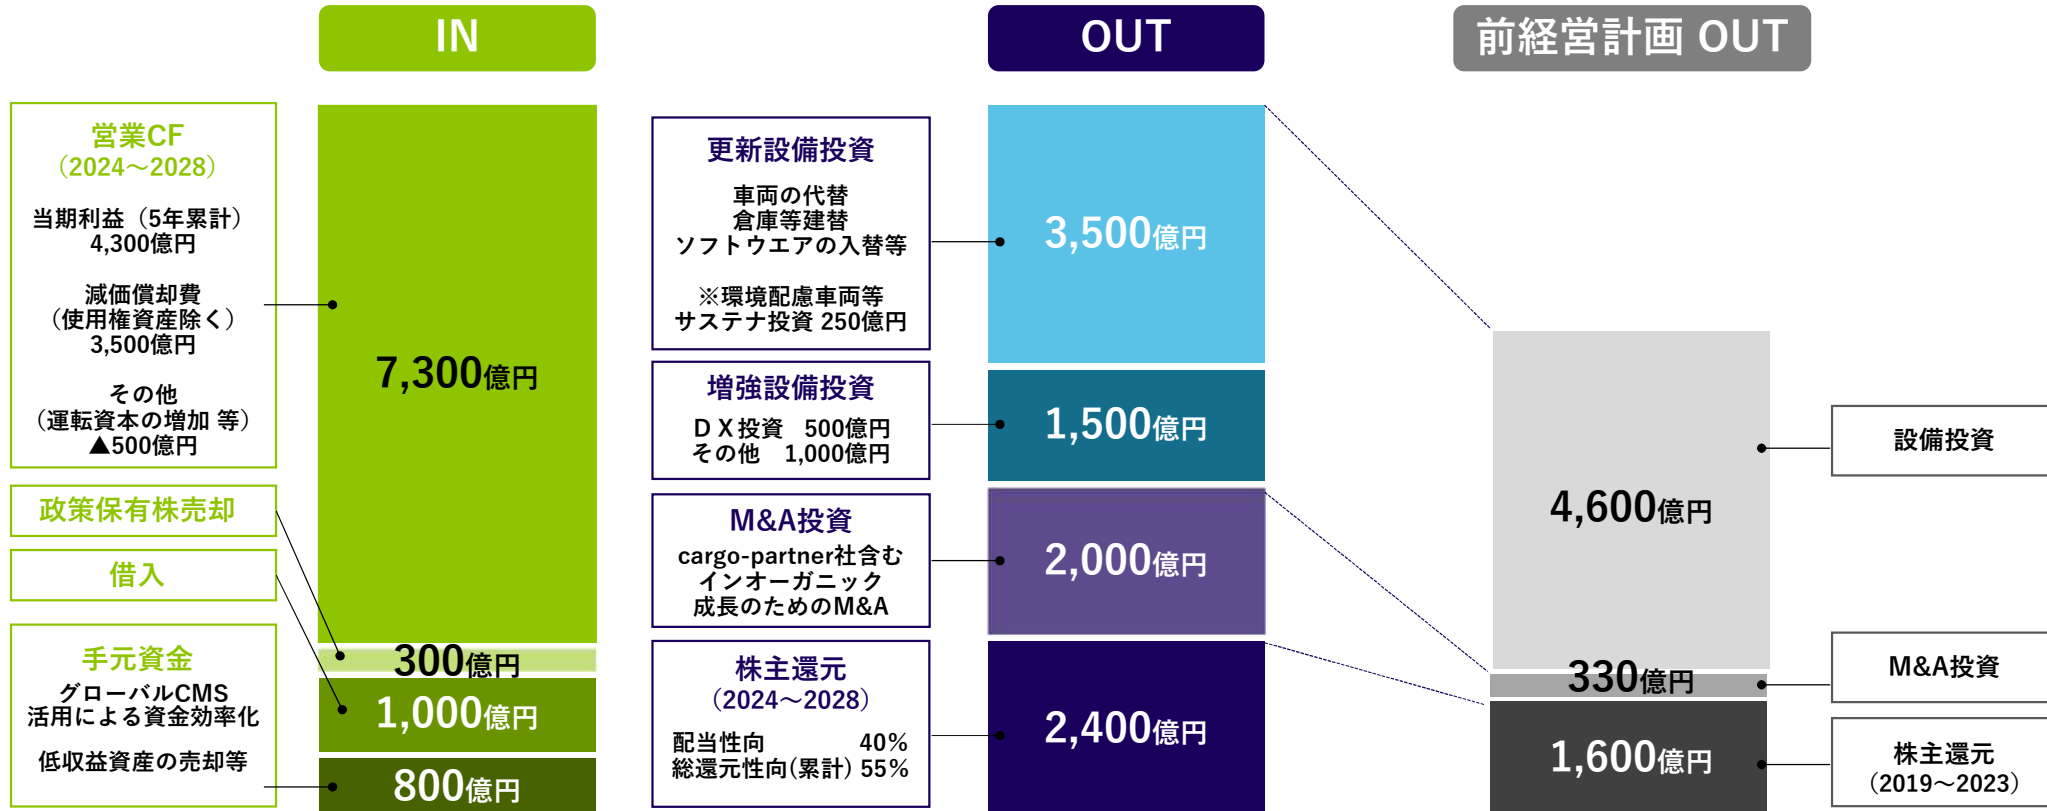 IN
営業CF
（2024～2028）
当期利益（5年累計）
4,300億円
減価償却費
（使用権資産除く）
3,500億円
その他
（運転資本の増加 等）
▲500億円
政策保有株売却
借入
手元資金
グローバルCMS
活用による資金効率化
低収益資産の売却等
7,300億円
300億円
1,000億円
800億円
OUT
更新設備投資
車両の代替
倉庫等建替
ソフトウエアの入替等
※環境配慮車両等
サステナ投資 250億円
増強設備投資
ＤＸ投資　500億円
その他　1,000億円
M&A投資
cargo-partner社含む
インオーガニック
成長のためのM&A
株主還元
（2024～2028）
配当性向　40%
総還元性向(累計) 55%
3,500億円
1,500億円
2,000億円
2,400億円
前経営計画 OUT
4,600億円
330億円
1,600億円
設備投資
M&A投資
株主還元
（2019～2023）